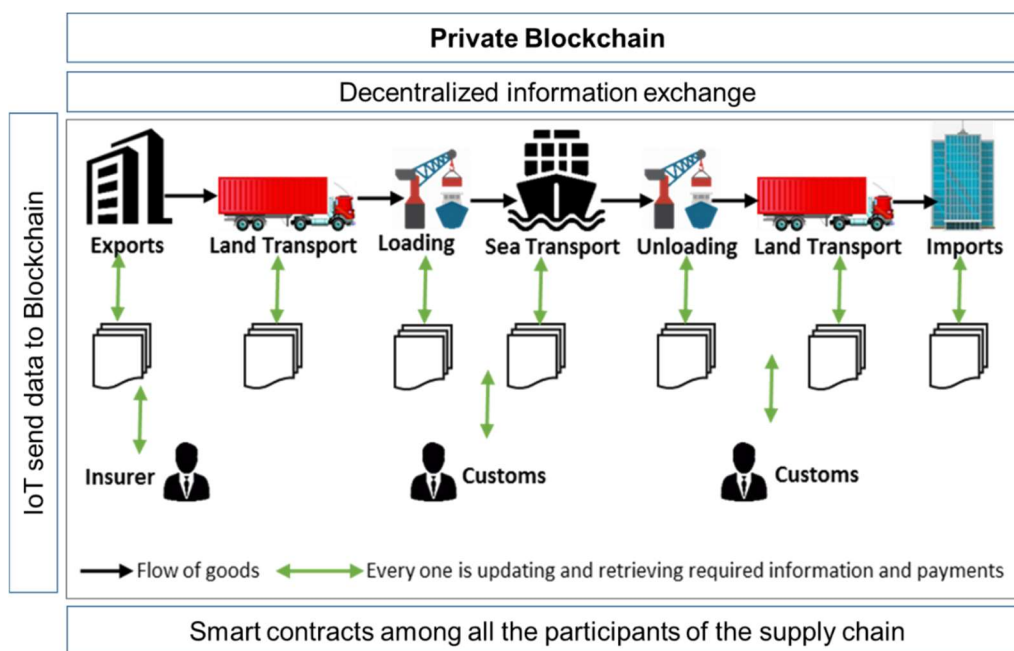 Private Blockchain
Decentralized information exchange
IoT send data to Blockchain
Exports
Land Transport
Loading
Sea Transport
Unloading
Land Transport
Imports
Insurer
Customs
Customs
Flow of goods
Every one is updating and retrieving required information and payments
Smart contracts among all the participants of the supply chain